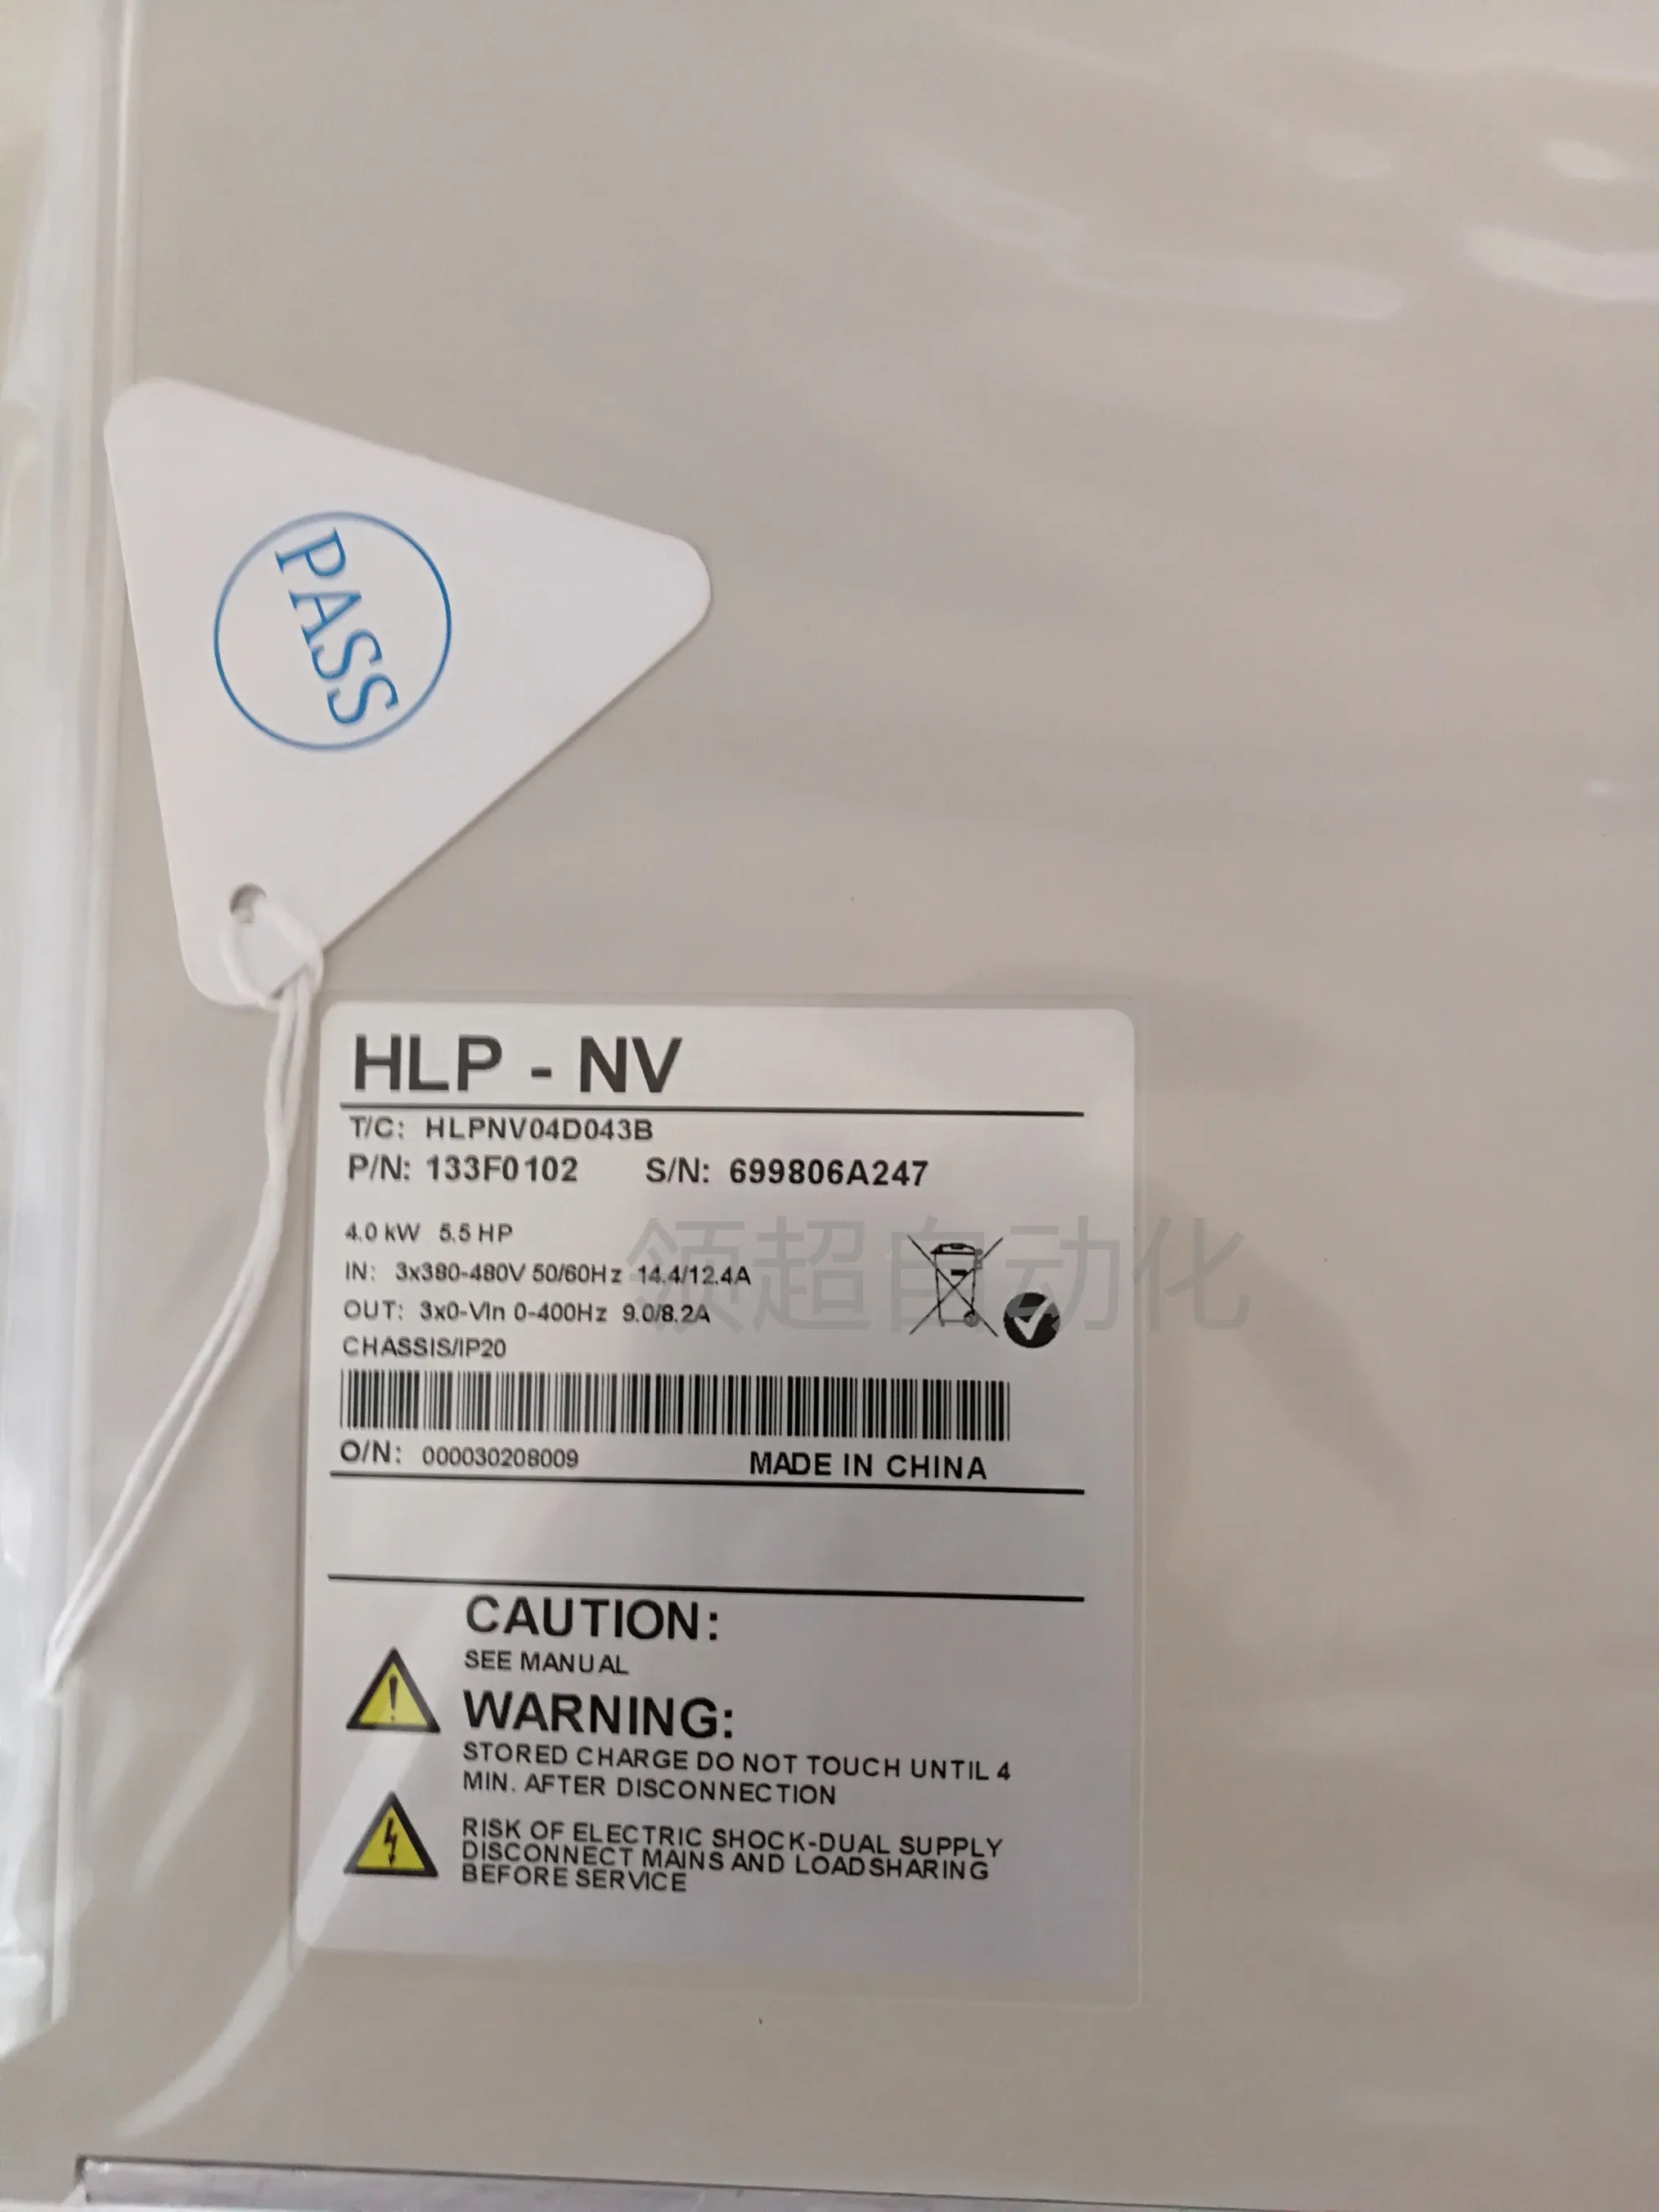 PASS
HLP - NV
T/C: HLPNV04D043B
P/N: 133F0102 S/N: 699806A247
4.0 kW 5.5 HP
IN: 3x380-480V 50/60Hz 14.4/12.4A
OUT: 3x0-Vin 0-400Hz 9.0/8.2A
CHASSIS/IP20
领超自动化
O/N: 000030208009 MADE IN CHINA
CAUTION:
SEE MANUAL
WARNING:
STORED CHARGE DO NOT TOUCH UNTIL 4
MIN. AFTER DISCONNECTION
RISK OF ELECTRIC SHOCK-DUAL SUPPLY
DISCONNECT MAINS AND LOADSHARING
BEFORE SERVICE